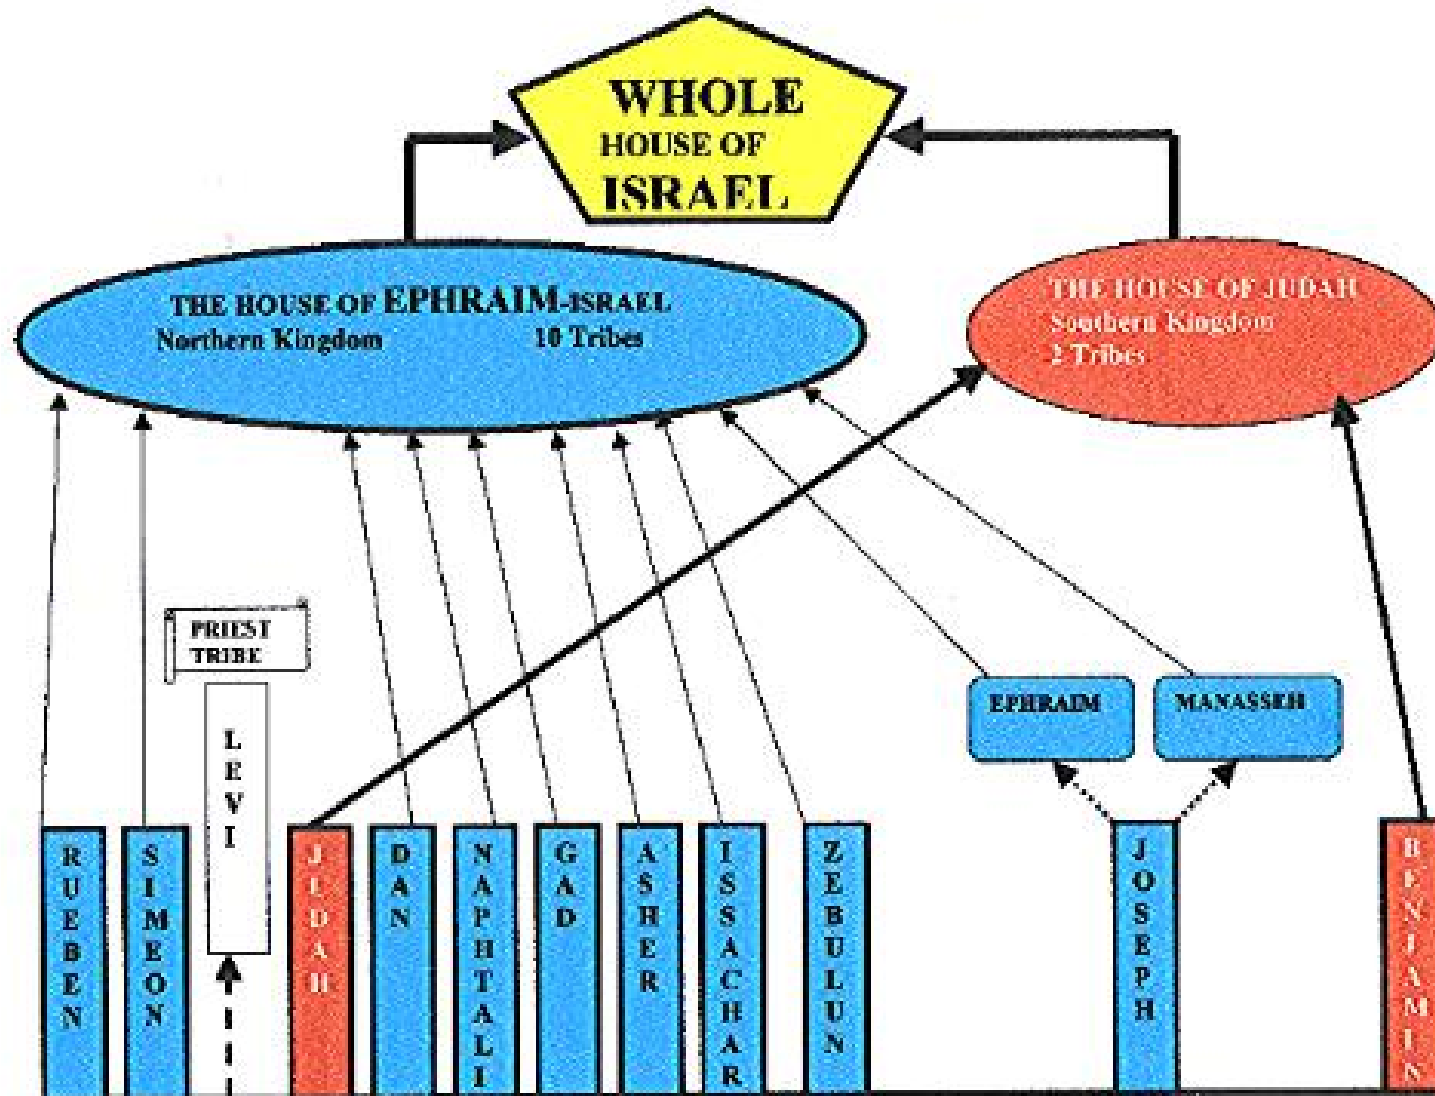 WHOLE
HOUSE OF
ISRAEL
THE HOUSE OF EPHRAIM-ISRAEL
Northern Kingdom 10 Tribes
THE HOUSE OF JUDAH
Southern Kingdom
2 Tribes
PRIEST
TRIBE
EPHRAIM
MANASSEH
RUEBEN
SIMEON
LEVI
JUDAH
DAN
NAPHTALI
GAD
ASHER
ISSACHAR
ZEBULUN
JOSEPH
BENJAMIN